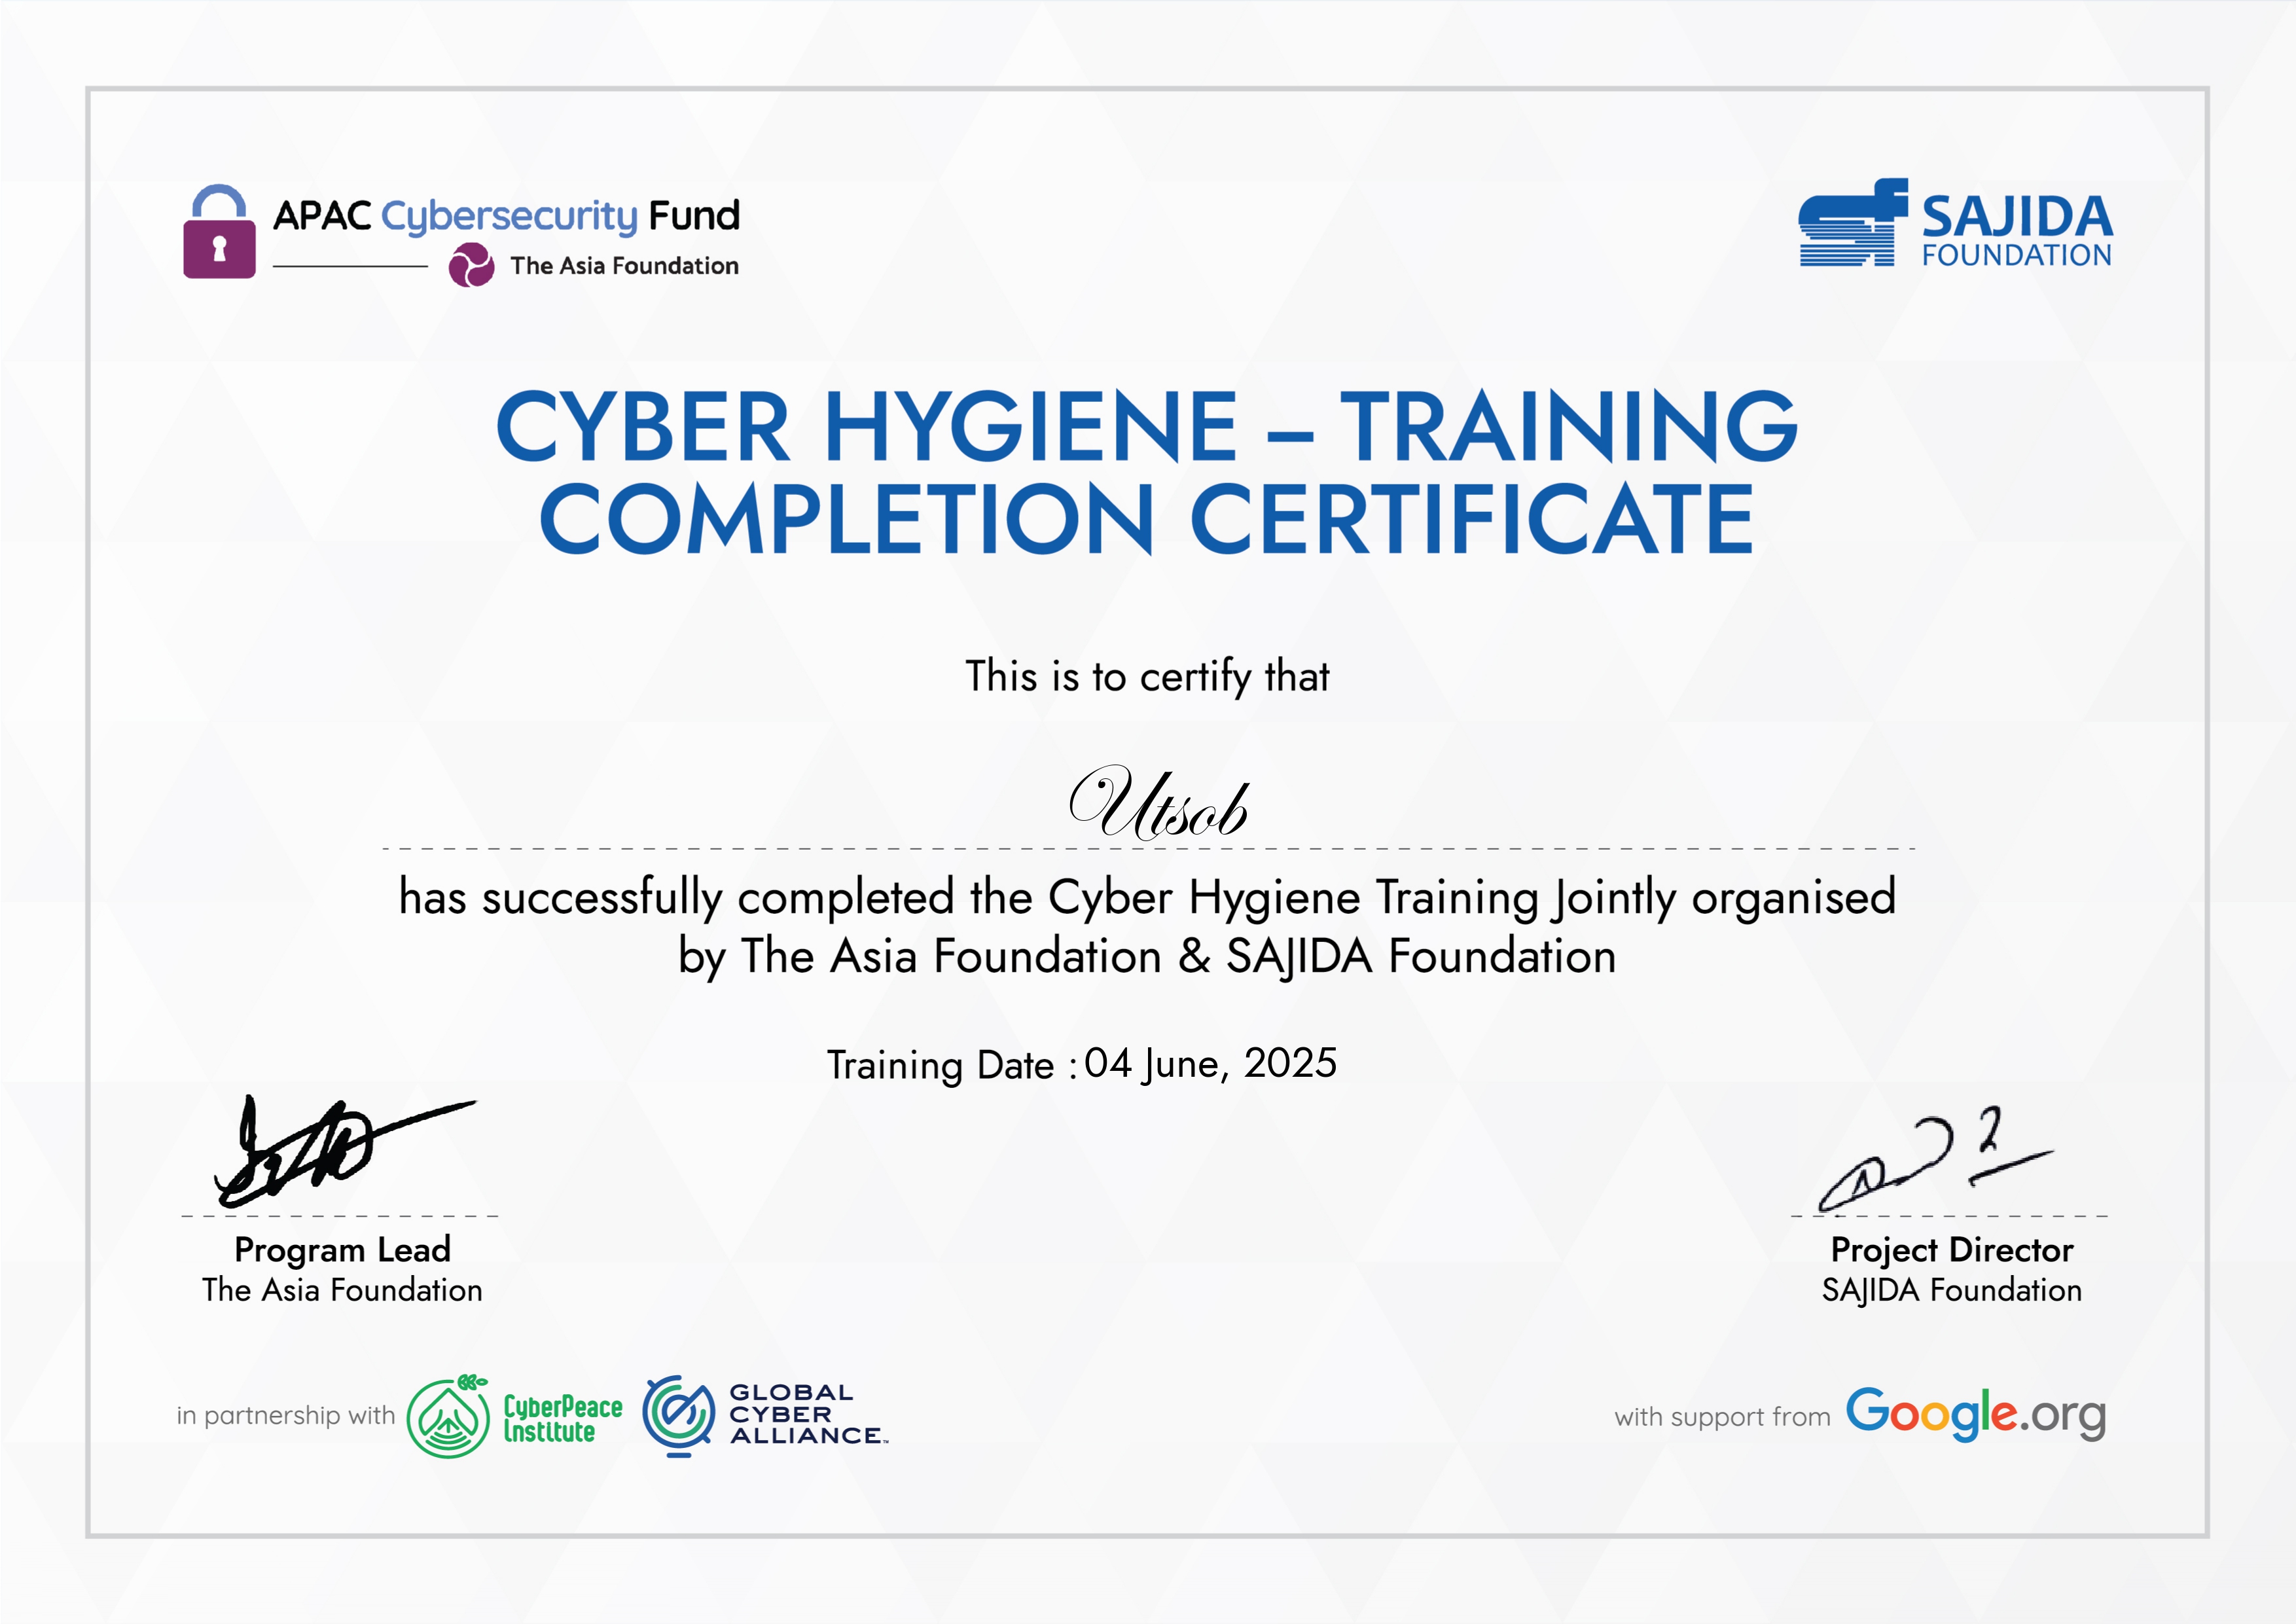 APAC Cybersecurity Fund
The Asia Foundation
SAJIDA
FOUNDATION
CYBER HYGIENE – TRAINING
COMPLETION CERTIFICATE
This is to certify that
Utsob
has successfully completed the Cyber Hygiene Training Jointly organised
by The Asia Foundation & SAJIDA Foundation
Training Date : 04 June, 2025
Program Lead
The Asia Foundation
Project Director
SAJIDA Foundation
in partnership with
CyberPeace
Institute
GLOBAL
CYBER
ALLIANCE™
with support from Google.org